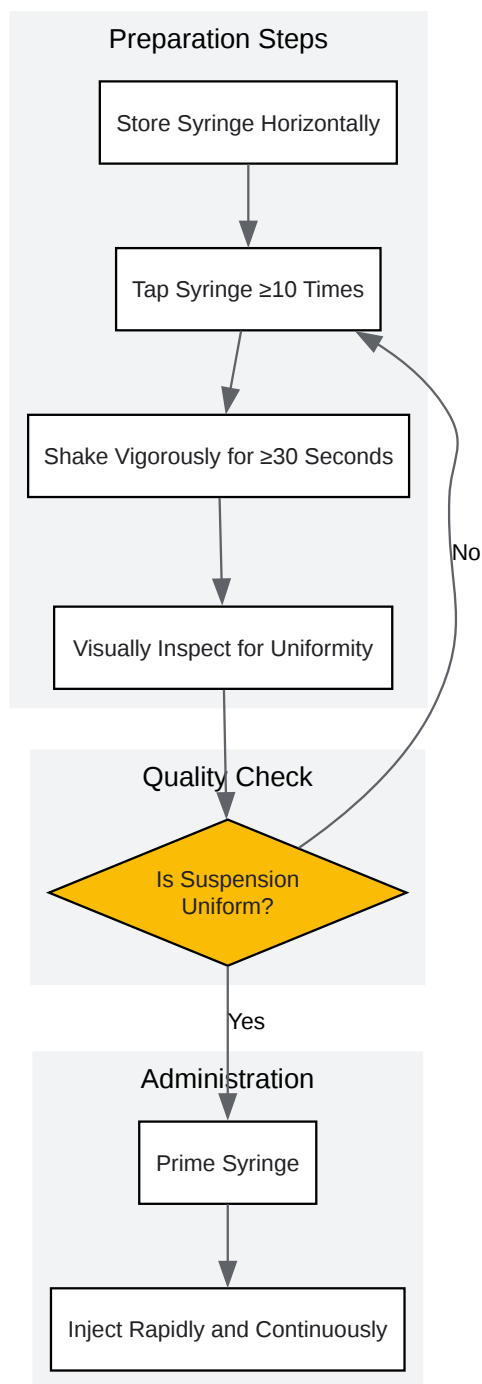 Preparation Steps
Store Syringe Horizontally
Tap Syringe ≥10 Times
Shake Vigorously for ≥30 Seconds
No
Visually Inspect for Uniformity
Quality Check
Is Suspension
Uniform?
Yes
Administration
Prime Syringe
Inject Rapidly and Continuously